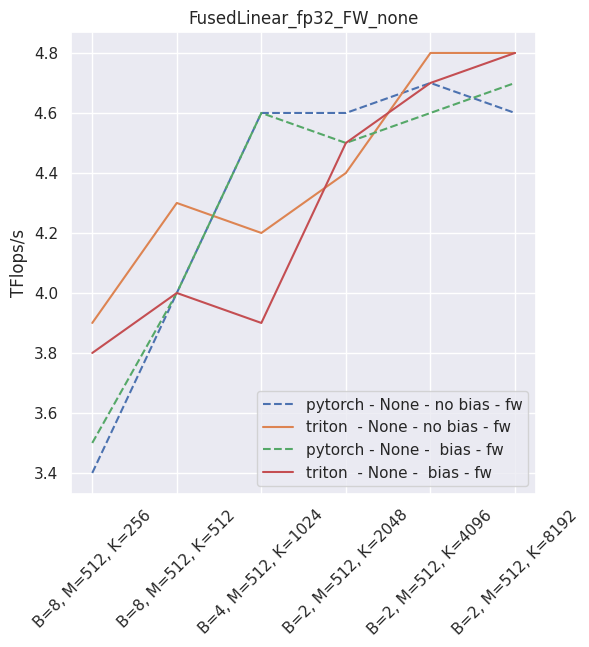 FusedLinear_fp32_FW_none
TFlops/s
4.8
4.6
4.4
4.2
4.0
3.8
3.6
3.4
pytorch - None - no bias - fw
triton  - None - no bias - fw
pytorch - None -  bias - fw
triton  - None -  bias - fw
B=8, M=512, K=256
B=8, M=512, K=512
B=4, M=512, K=1024
B=2, M=512, K=2048
B=2, M=512, K=4096
B=2, M=512, K=8192